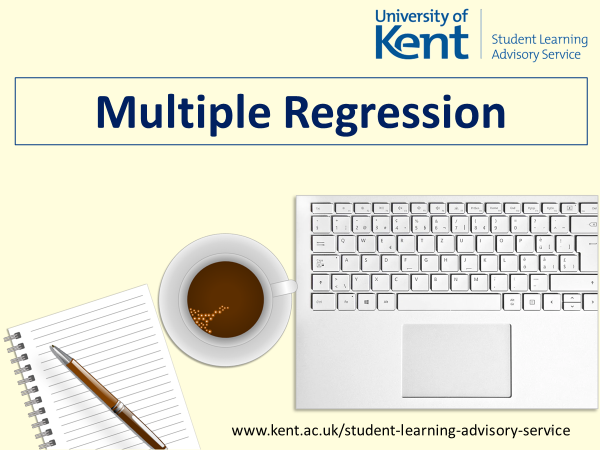 University of
Kent
Student Learning
Advisory Service
Multiple Regression
www.kent.ac.uk/student-learning-advisory-service